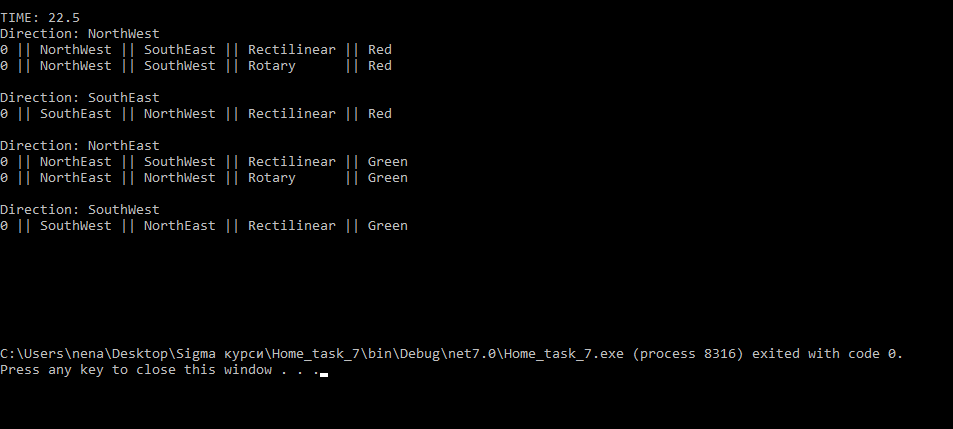 TIME: 22.5
Direction: NorthWest
0 || NorthWest || SouthEast || Rectilinear || Red
0 || NorthWest || SouthWest || Rotary      || Red
Direction: SouthEast
0 || SouthEast || NorthWest || Rectilinear || Red
Direction: NorthEast
0 || NorthEast || SouthWest || Rectilinear || Green
0 || NorthEast || NorthWest || Rotary      || Green
Direction: SouthWest
0 || SouthWest || NorthEast || Rectilinear || Green
C:\Users\nena\Desktop\Sigma курси\Home_task_7\bin\Debug\net7.0\Home_task_7.exe (process 8316) exited with code 0.
Press any key to close this window . . .